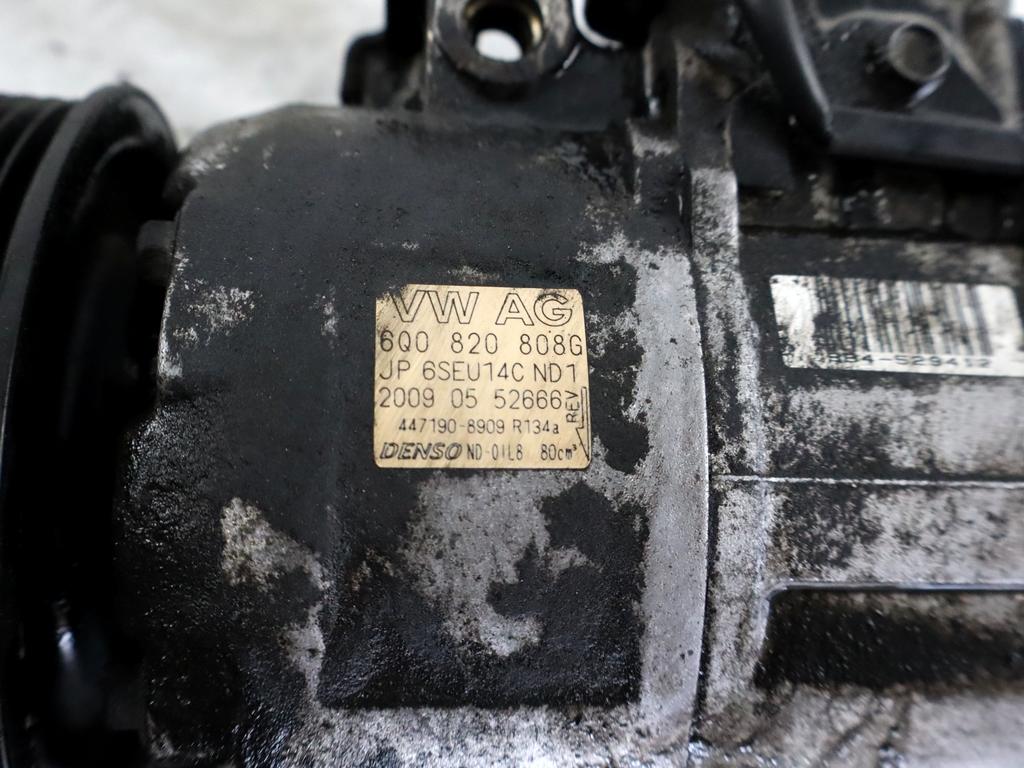 VW AG
6Q0 820 808G
JP 6SEU14C ND1
2009 05 52666
REV
447190-8909 R134a
DENSO ND-OIL8 80cm³